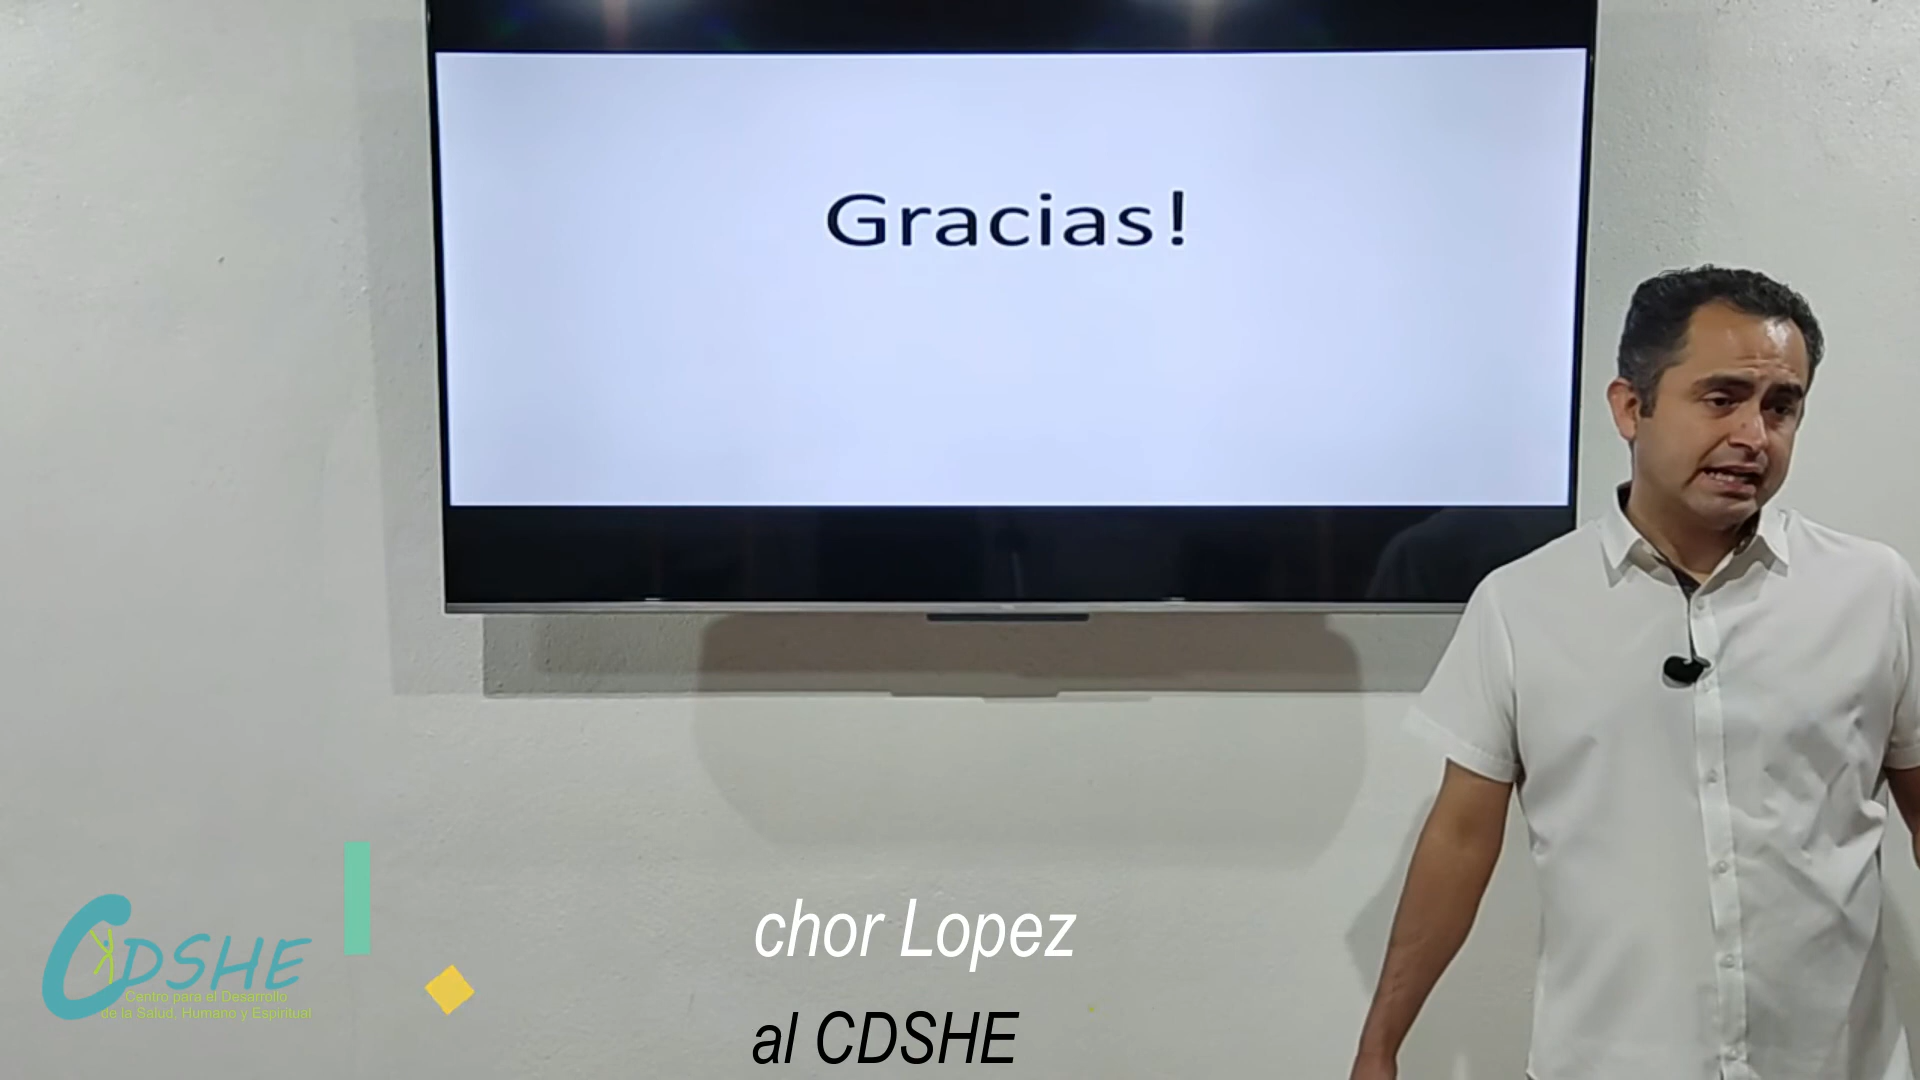 Gracias!
chor Lopez
al CDSHE
CDSHE
Centro para el Desarrollo
de la Salud, Humano y Espiritual